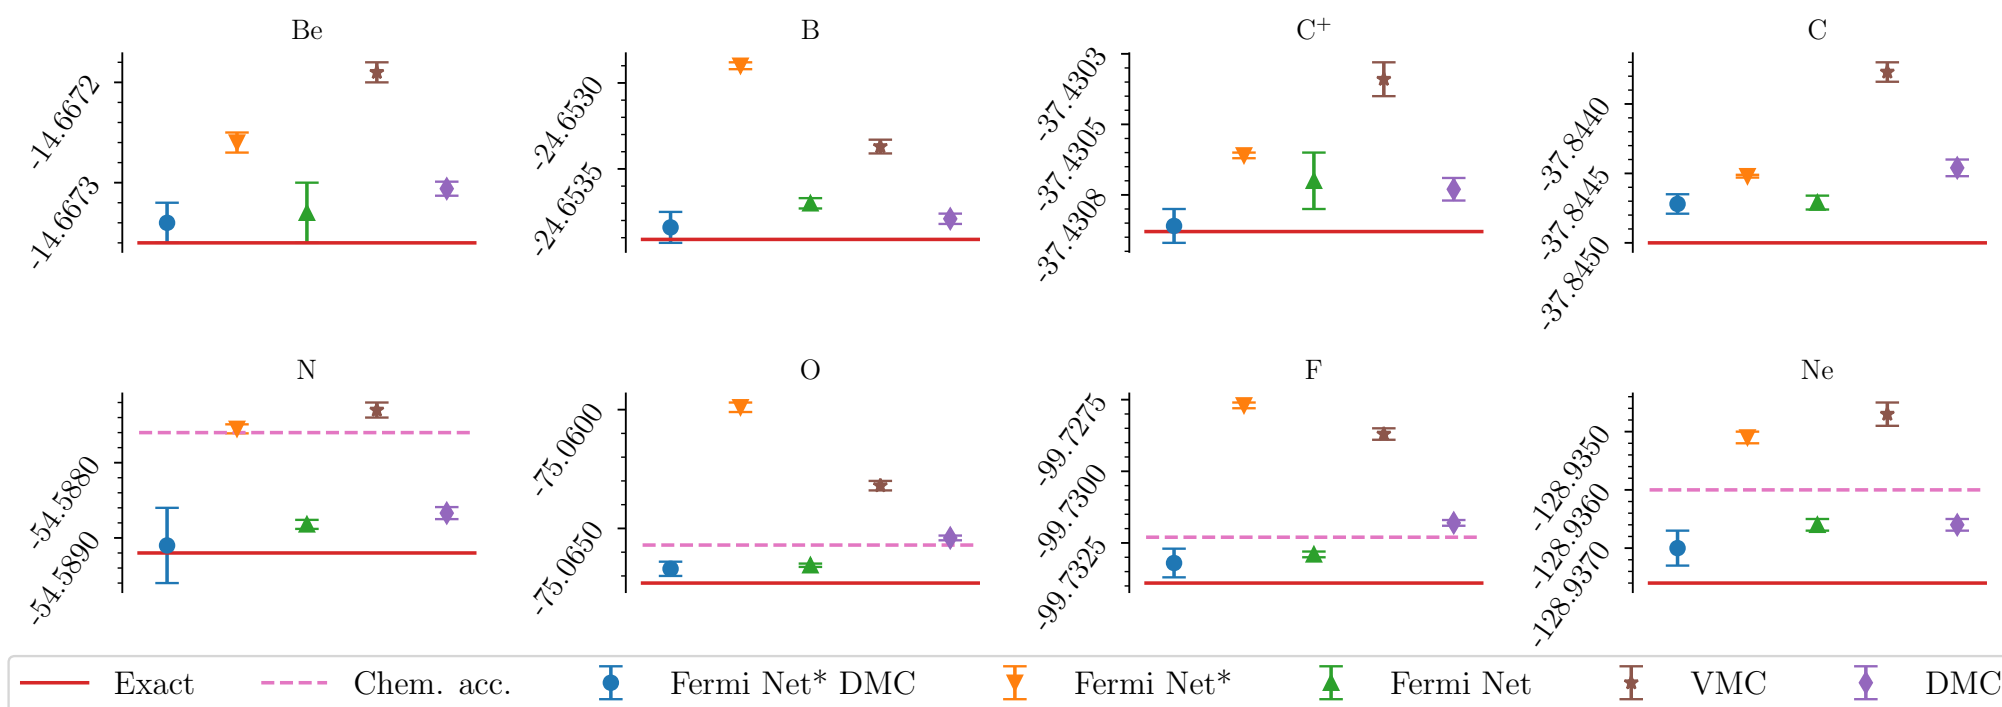 Be
-14.6672
-14.6673
B
-24.6530
-24.6535
C+
-37.4303
-37.4305
-37.4308
C
-37.8440
-37.8445
-37.8450
N
-54.5880
-54.5890
O
-75.0600
-75.0650
F
-99.7275
-99.7300
-99.7325
Ne
-128.9350
-128.9360
-128.9370
Exact Chem. acc. Fermi Net* DMC Fermi Net* Fermi Net VMC DMC